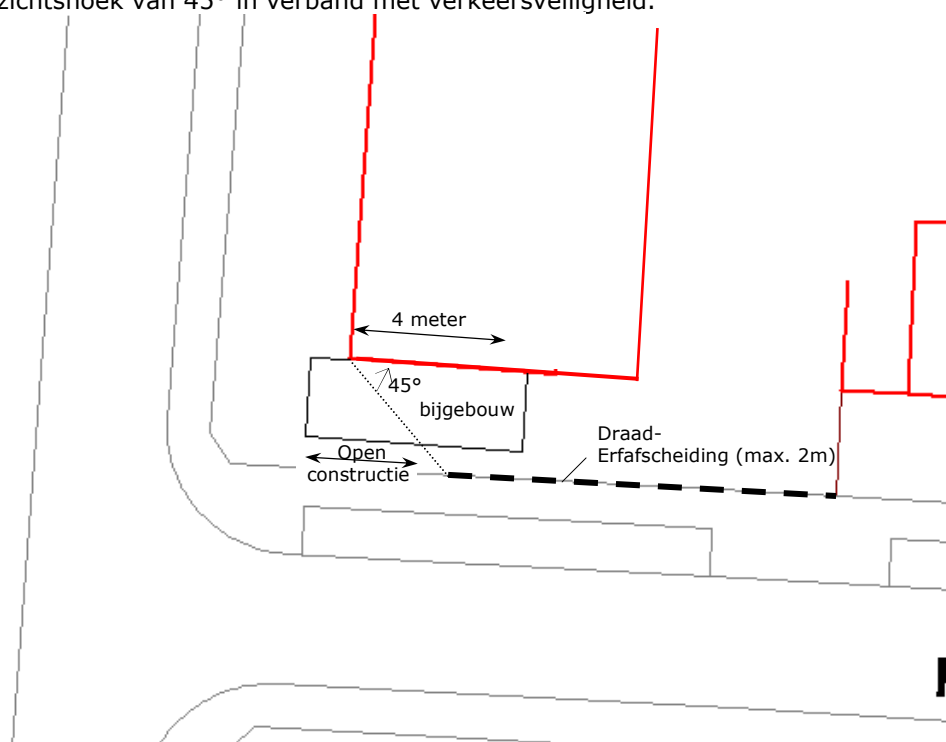 zichtshoek van 45° in verband met verkeersveiligheid.
4 meter
45°
bijgebouw
Open
constructie
Draad-
Erfafscheiding (max. 2m)